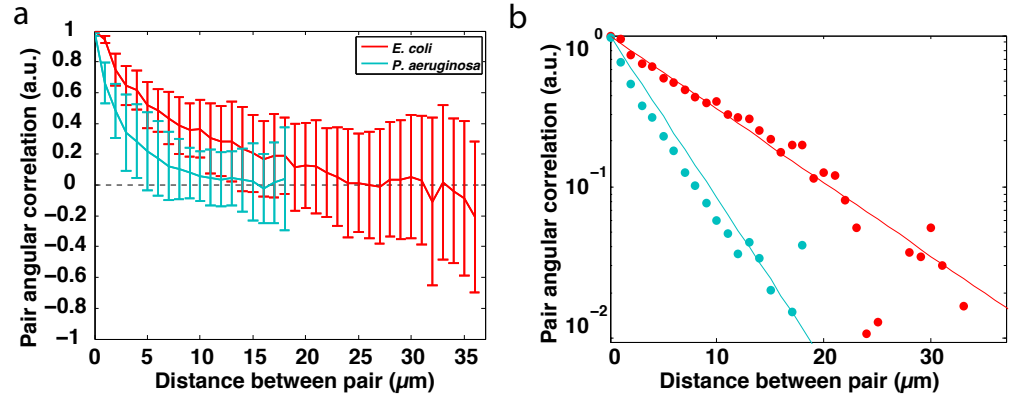 a
Pair angular correlation (a.u.)
1
0.8
0.6
0.4
0.2
0
−0.2
−0.4
−0.6
−0.8
−1
E. coli
P. aeruginosa
0 5 10 15 20 25 30 35
Distance between pair (µm)
b
Pair angular correlation (a.u.)
10^0
10^−1
10^−2
0 10 20 30
Distance between pair (µm)